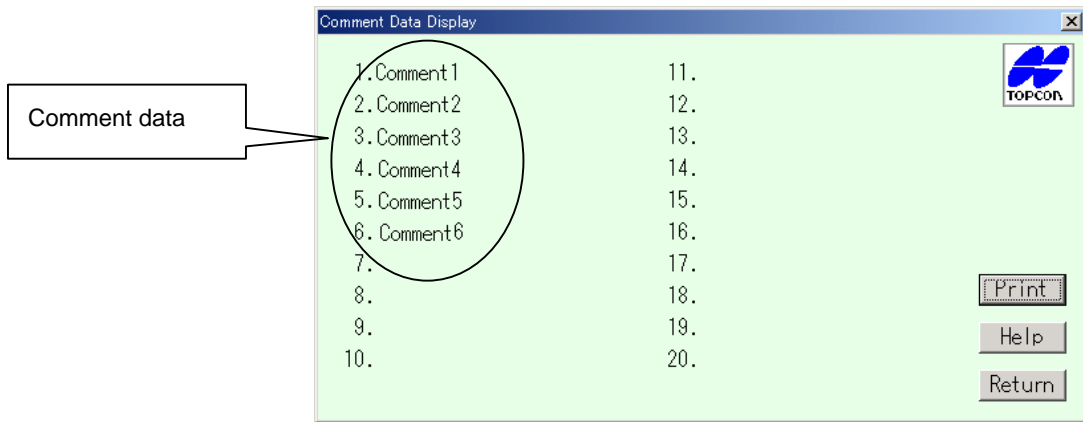 Comment Data Display
Comment data
1.Comment1
2.Comment2
3.Comment3
4.Comment4
5.Comment5
6.Comment6
7.
8.
9.
10.
11.
12.
13.
14.
15.
16.
17.
18.
19.
20.
TOPCON
Print
Help
Return